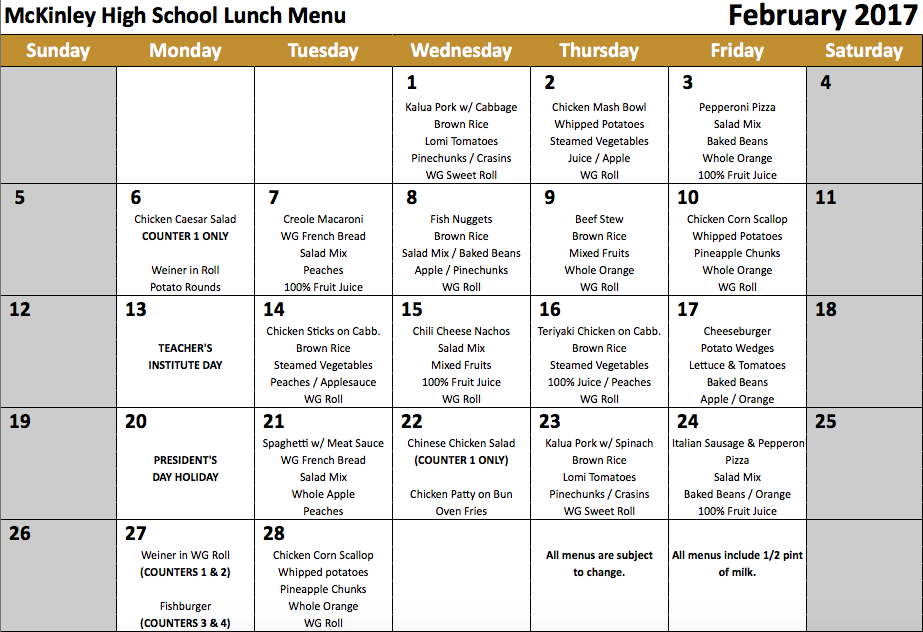 McKinley High School Lunch Menu
February 2017
Sunday Monday Tuesday Wednesday Thursday Friday Saturday
1
Kalua Pork w/ Cabbage
Brown Rice
Lomi Tomatoes
Pinechunks / Crasins
WG Sweet Roll
2
Chicken Mash Bowl
Whipped Potatoes
Steamed Vegetables
Juice / Apple
WG Roll
3
Pepperoni Pizza
Salad Mix
Baked Beans
Whole Orange
100% Fruit Juice
4
5
6
Chicken Caesar Salad
COUNTER 1 ONLY
Weiner in Roll
Potato Rounds
7
Creole Macaroni
WG French Bread
Salad Mix
Peaches
100% Fruit Juice
8
Fish Nuggets
Brown Rice
Salad Mix / Baked Beans
Apple / Pinechunks
WG Roll
9
Beef Stew
Brown Rice
Mixed Fruits
Whole Orange
WG Roll
10
Chicken Corn Scallop
Whipped Potatoes
Pineapple Chunks
Whole Orange
WG Roll
11
12
13
TEACHER'S
INSTITUTE DAY
14
Chicken Sticks on Cabb.
Brown Rice
Steamed Vegetables
Peaches / Applesauce
WG Roll
15
Chili Cheese Nachos
Salad Mix
Mixed Fruits
100% Fruit Juice
WG Roll
16
Teriyaki Chicken on Cabb.
Brown Rice
Steamed Vegetables
100% Juice / Peaches
WG Roll
17
Cheeseburger
Potato Wedges
Lettuce & Tomatoes
Baked Beans
Apple / Orange
18
19
20
PRESIDENT'S
DAY HOLIDAY
21
Spaghetti w/ Meat Sauce
WG French Bread
Salad Mix
Whole Apple
Peaches
22
Chinese Chicken Salad
(COUNTER 1 ONLY)
Chicken Patty on Bun
Oven Fries
23
Kalua Pork w/ Spinach
Brown Rice
Lomi Tomatoes
Pinechunks / Crasins
WG Sweet Roll
24
Italian Sausage & Pepperon
Pizza
Salad Mix
Baked Beans / Orange
100% Fruit Juice
25
26
27
Weiner in WG Roll
(COUNTERS 1 & 2)
Fishburger
(COUNTERS 3 & 4)
28
Chicken Corn Scallop
Whipped potatoes
Pineapple Chunks
Whole Orange
WG Roll
All menus are subject
to change.
All menus include 1/2 pint
of milk.